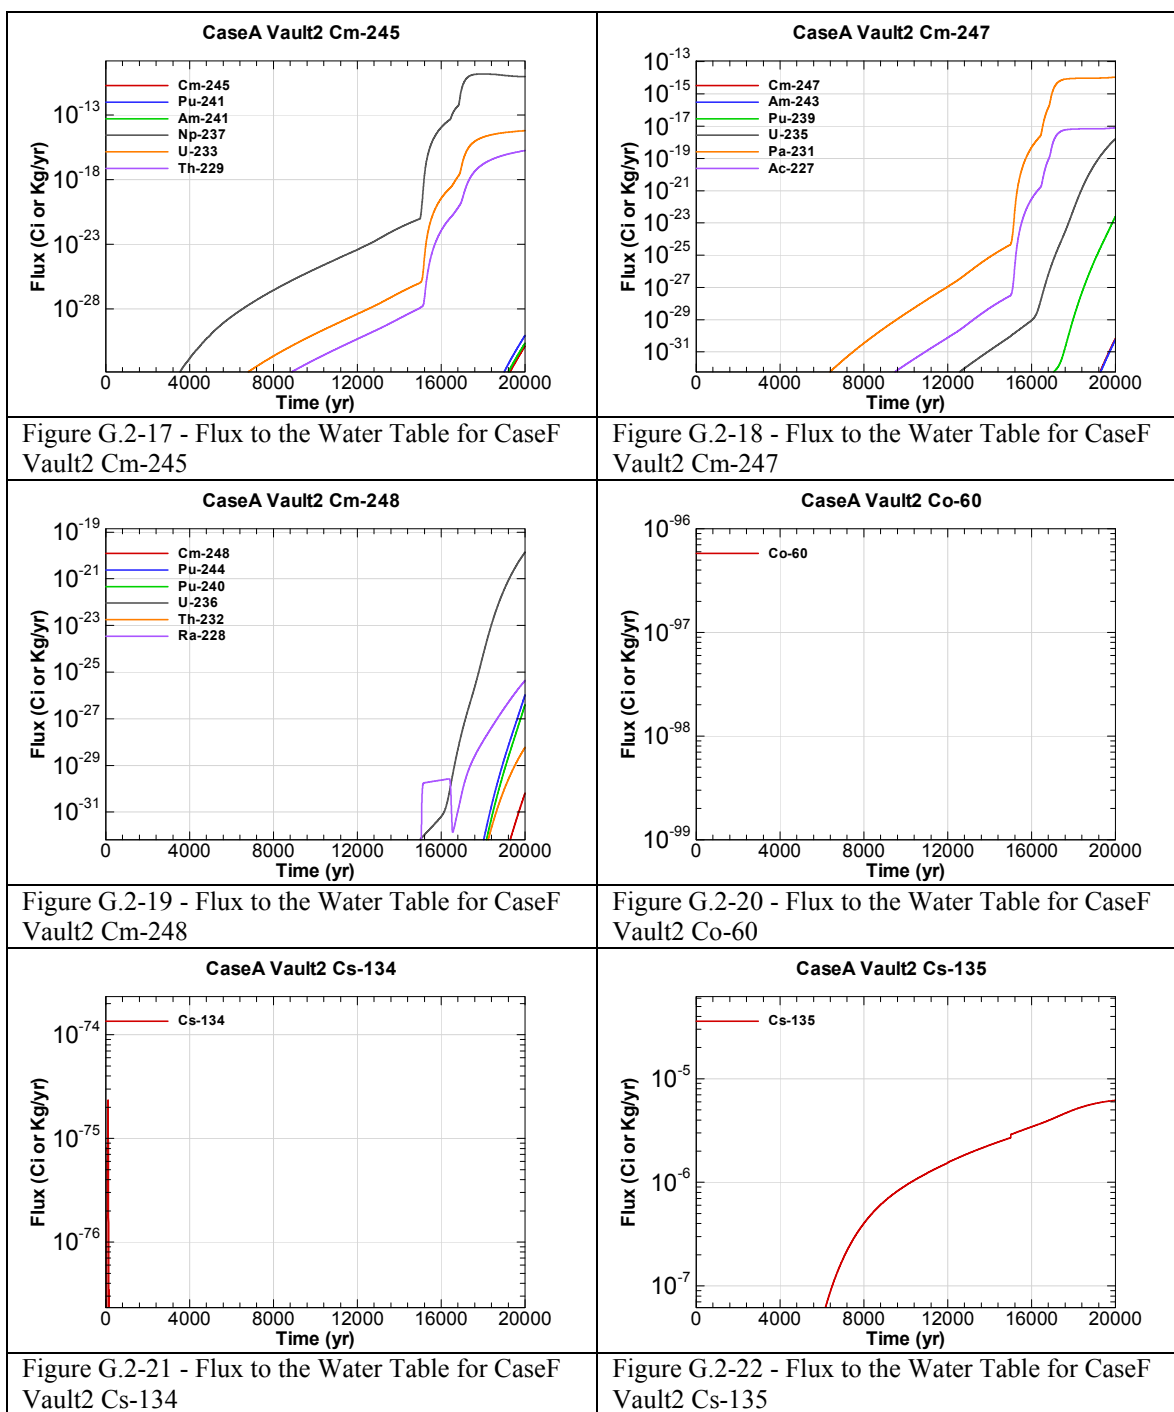 CaseA Vault2 Cm-245
Flux (Ci or Kg/yr)
Cm-245
Pu-241
Am-241
Np-237
U-233
Th-229
10^-13
10^-18
10^-23
10^-28
0 4000 8000 12000 16000 20000
Time (yr)
Figure G.2-17 - Flux to the Water Table for CaseF
Vault2 Cm-245
CaseA Vault2 Cm-247
Flux (Ci or Kg/yr)
Cm-247
Am-243
Pu-239
U-235
Pa-231
Ac-227
10^-13
10^-15
10^-17
10^-19
10^-21
10^-23
10^-25
10^-27
10^-29
10^-31
0 4000 8000 12000 16000 20000
Time (yr)
Figure G.2-18 - Flux to the Water Table for CaseF
Vault2 Cm-247
CaseA Vault2 Cm-248
Flux (Ci or Kg/yr)
Cm-248
Pu-244
Pu-240
U-236
Th-232
Ra-228
10^-19
10^-21
10^-23
10^-25
10^-27
10^-29
10^-31
0 4000 8000 12000 16000 20000
Time (yr)
Figure G.2-19 - Flux to the Water Table for CaseF
Vault2 Cm-248
CaseA Vault2 Co-60
Flux (Ci or Kg/yr)
Co-60
10^-96
10^-97
10^-98
10^-99
0 4000 8000 12000 16000 20000
Time (yr)
Figure G.2-20 - Flux to the Water Table for CaseF
Vault2 Co-60
CaseA Vault2 Cs-134
Flux (Ci or Kg/yr)
Cs-134
10^-74
10^-75
10^-76
0 4000 8000 12000 16000 20000
Time (yr)
Figure G.2-21 - Flux to the Water Table for CaseF
Vault2 Cs-134
CaseA Vault2 Cs-135
Flux (Ci or Kg/yr)
Cs-135
10^-5
10^-6
10^-7
0 4000 8000 12000 16000 20000
Time (yr)
Figure G.2-22 - Flux to the Water Table for CaseF
Vault2 Cs-135